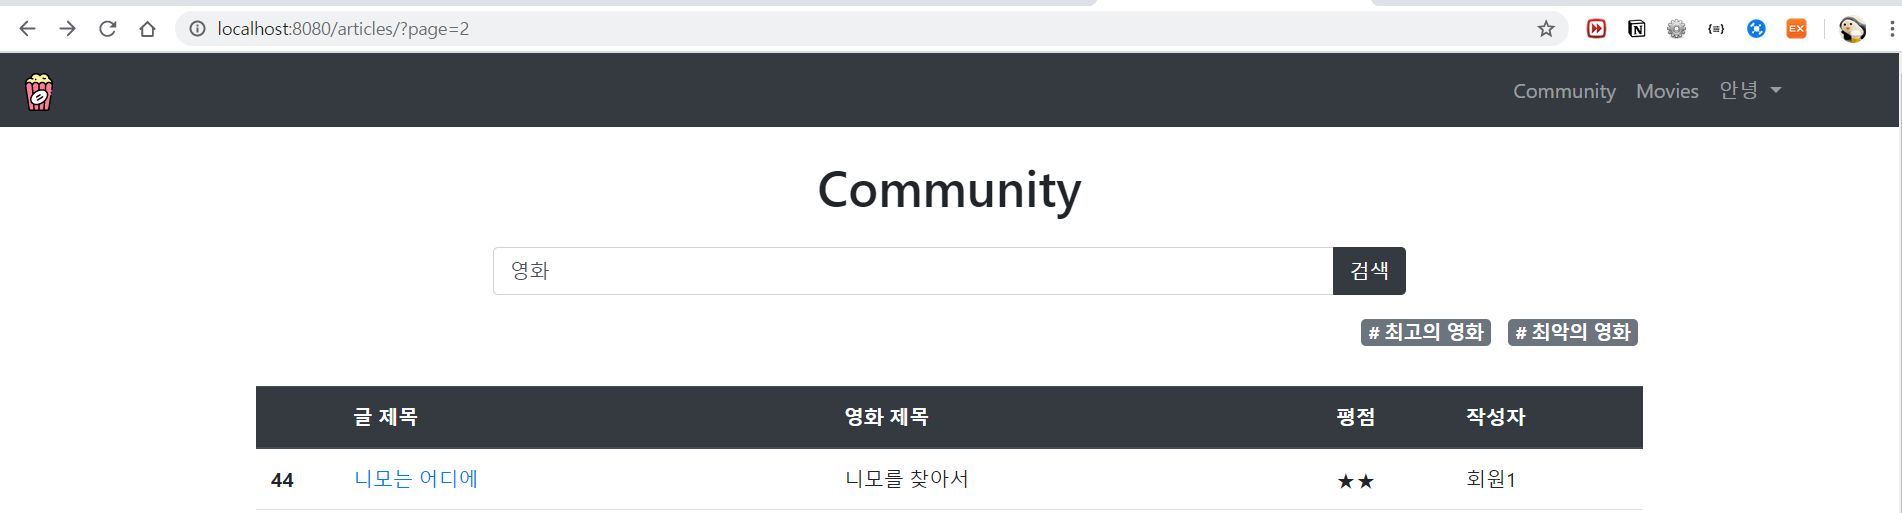 localhost:8080/articles/?page=2
Community Movies 안녕
Community
영화 검색
# 최고의 영화 # 최악의 영화
글 제목 영화 제목 평점 작성자
44 니모는 어디에 니모를 찾아서 ★★ 회원1